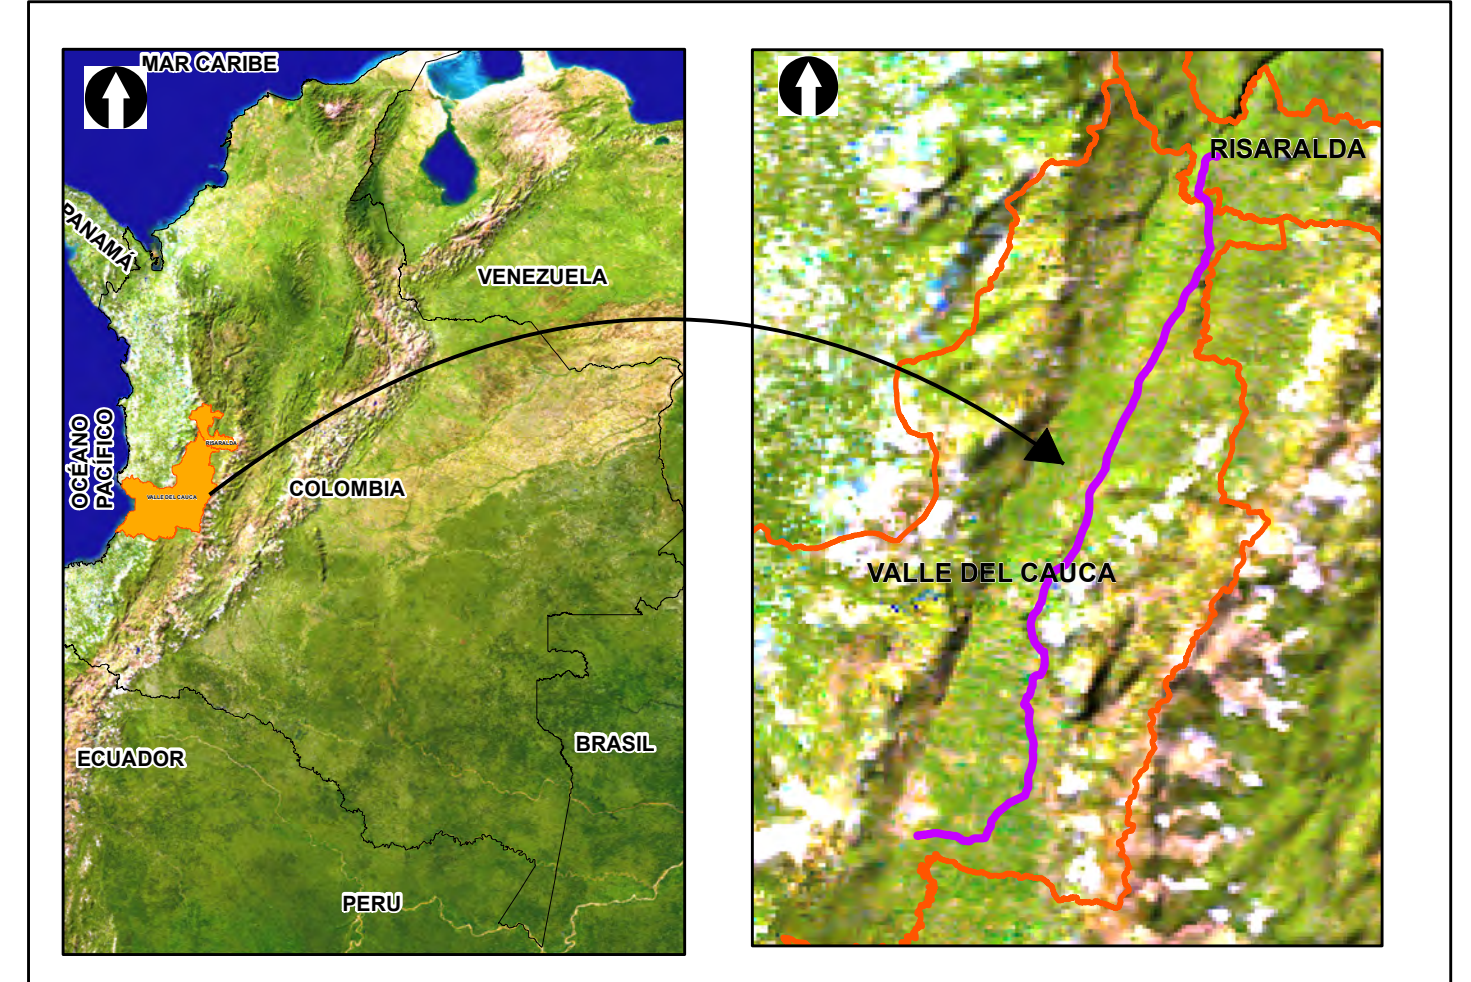 MAR CARIBE
PANAMÁ
VENEZUELA
OCÉANO
PACÍFICO
RISARALDA
VALLE DEL CAUCA
COLOMBIA
ECUADOR
BRASIL
PERU
RISARALDA
VALLE DEL CAUCA